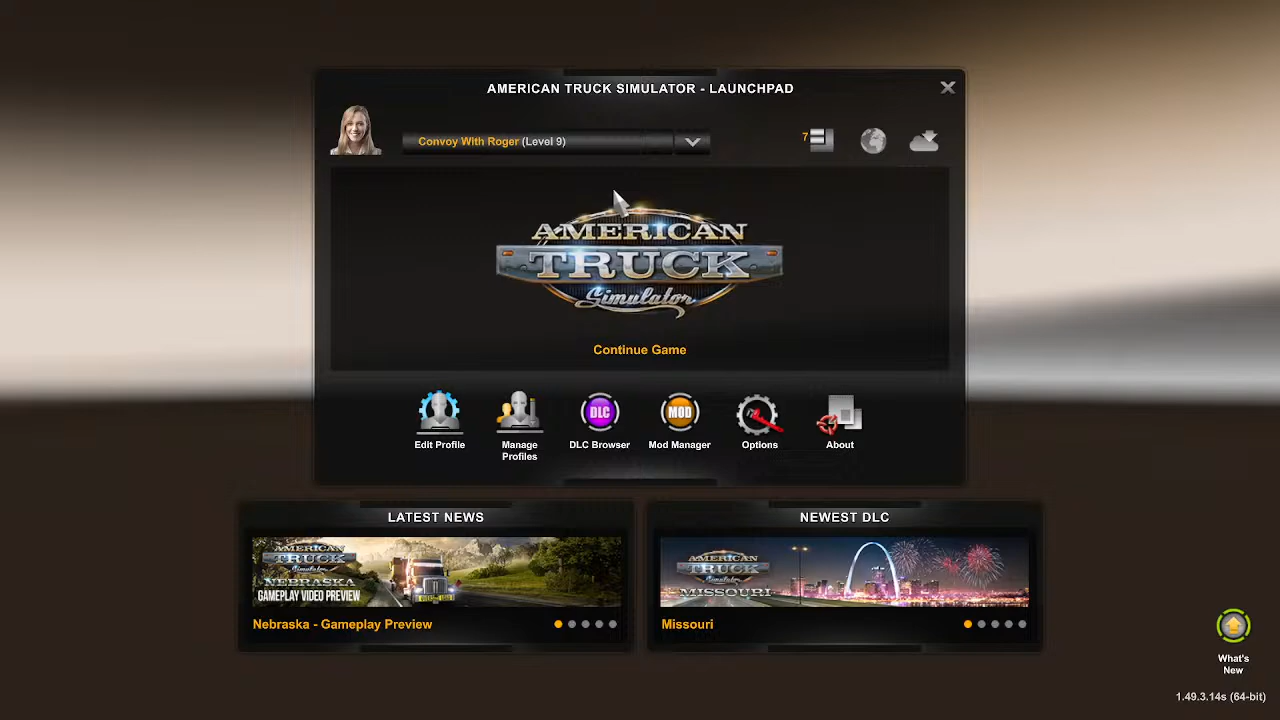 AMERICAN TRUCK SIMULATOR - LAUNCHPAD
Convoy With Roger (Level 9)
7
AMERICAN
TRUCK
Simulator
Continue Game
Edit Profile
Manage
Profiles
DLC
DLC Browser
MOD
Mod Manager
Options
About
LATEST NEWS
AMERICAN
TRUCK
Simulator
NEBRASKA
GAMEPLAY VIDEO PREVIEW
Nebraska - Gameplay Preview
NEWEST DLC
AMERICAN
TRUCK
Simulator
MISSOURI
Missouri
What's
New
1.49.3.14s (64-bit)